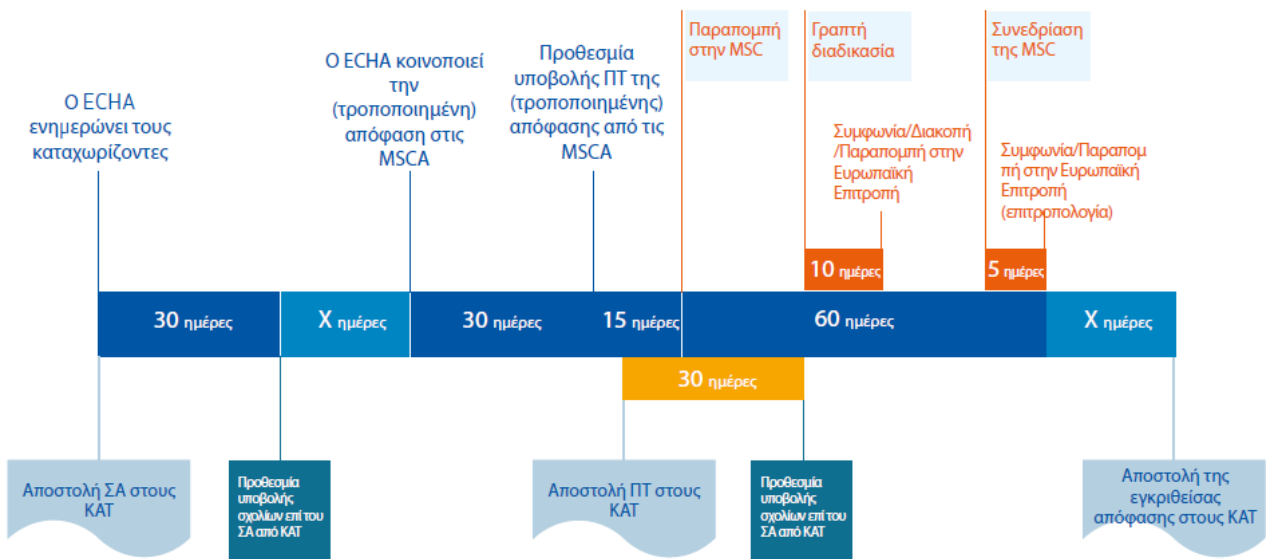 Ο ECHA
ενημερώνει τους
καταχωρίζοντες
Ο ECHA κοινοποιεί
την
(τροποποιημένη)
απόφαση στις
MSCA
Προθεσμία
υποβολής ΠΤ της
(τροποποιημένης)
απόφασης από τις
MSCA
Παραπομπή
στην MSC
Γραπτή
διαδικασία
Συνεδρίαση
της MSC
Συμφωνία/Διακοπή
/Παραπομπή στην
Ευρωπαϊκή
Επιτροπή
Συμφωνία/Παραπομ
πή στην Ευρωπαϊκή
Επιτροπή
(επιτροπολογία)
10 ημέρες
5 ημέρες
30 ημέρες
X ημέρες
30 ημέρες
15 ημέρες
60 ημέρες
X ημέρες
30 ημέρες
Αποστολή ΣΑ στους
ΚΑΤ
Προθεσμία
υποβολής
σχολίων επί του
ΣΑ από ΚΑΤ
Αποστολή ΠΤ στους
ΚΑΤ
Προθεσμία
υποβολής
σχολίων επί του
ΣΑ από ΚΑΤ
Αποστολή της
εγκριθείσας
απόφασης στους ΚΑΤ